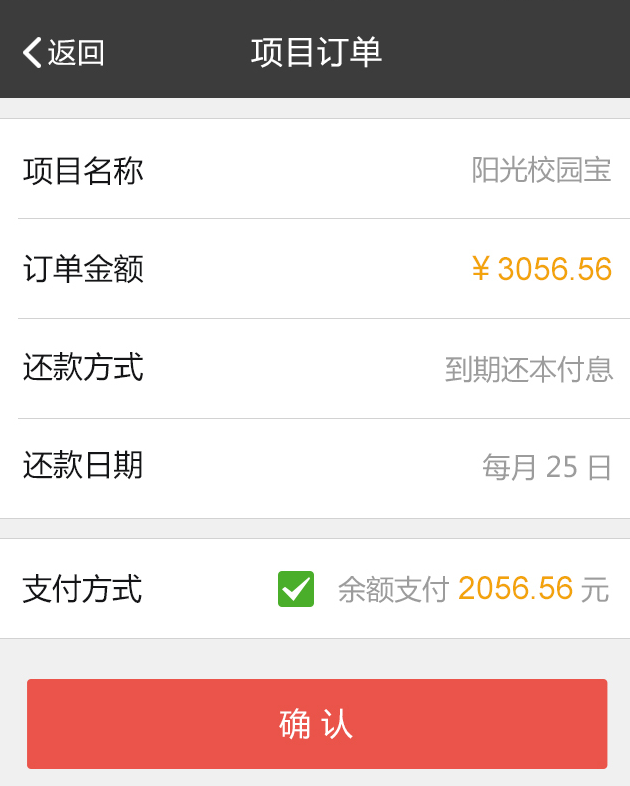 返回 项目订单
项目名称 阳光校园宝
订单金额 ¥3056.56
还款方式 到期还本付息
还款日期 每月 25 日
支付方式 余额支付 2056.56 元
确 认